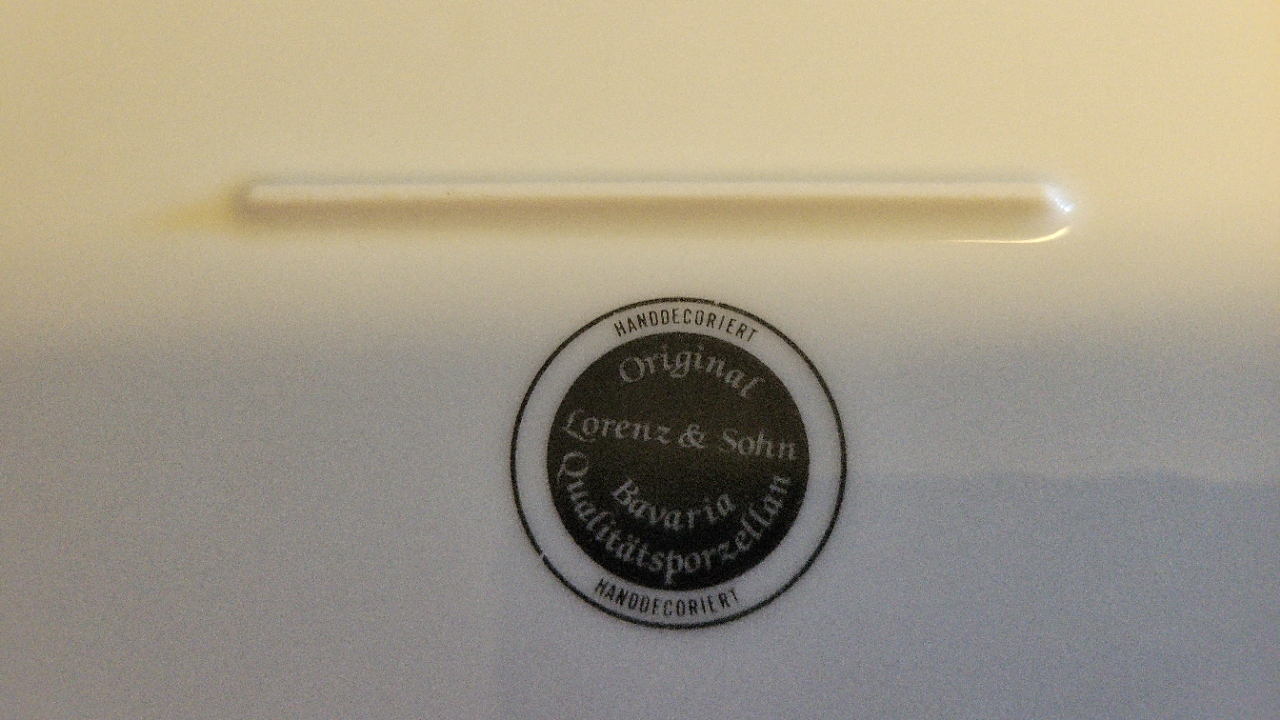 HANDDECORIERT
Original
Lorenz & Sohn
Bavaria
Qualitätsporzellan
HANDDECORIERT